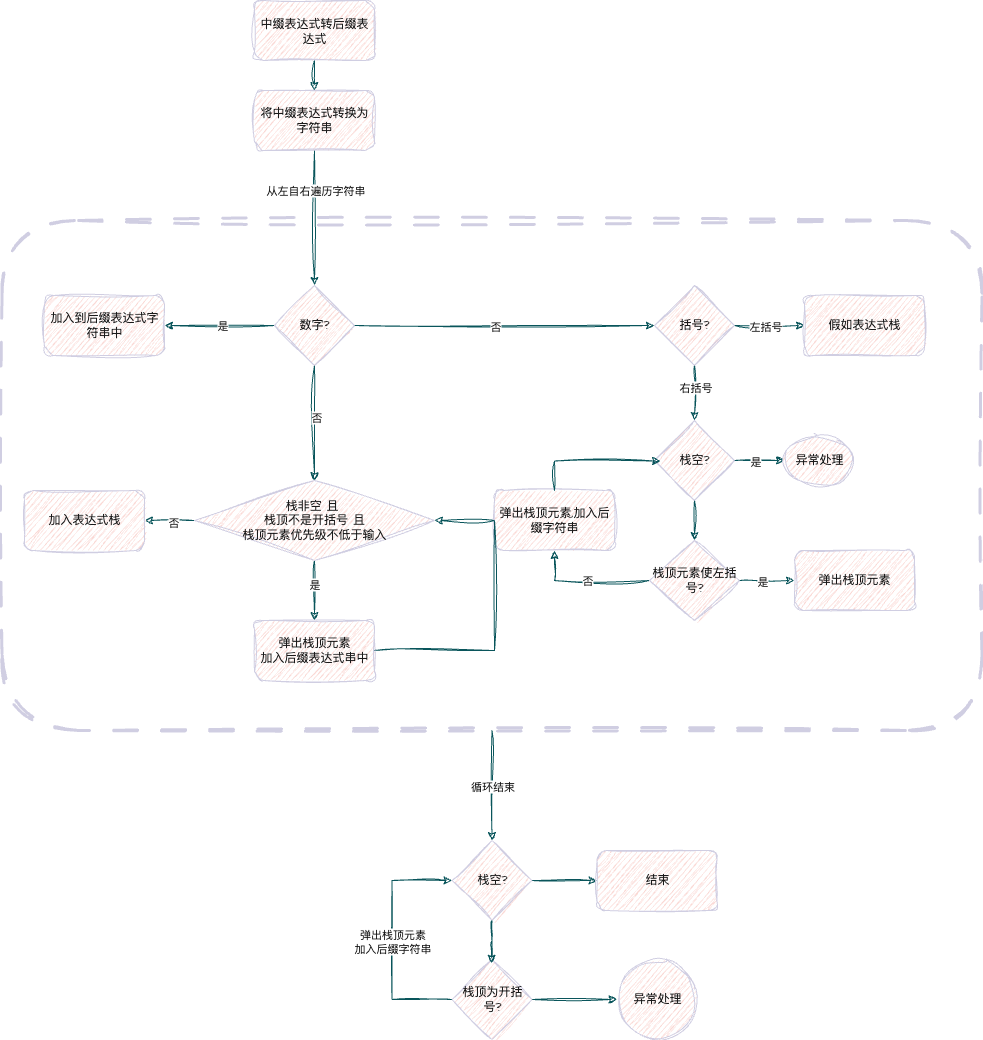 中缀表达式转后缀表
达式
将中缀表达式转换为
字符串
从左自右遍历字符串
加入到后缀表达式字
符串中
是
数字?
否
括号?
左括号
假如表达式栈
否
右括号
栈空?
是
异常处理
加入表达式栈
否
栈非空 且
栈顶不是开括号 且
栈顶元素优先级不低于输入
弹出栈顶元素,加入后
缀字符串
是
否
栈顶元素使左括
号?
是
弹出栈顶元素
弹出栈顶元素
加入后缀表达式串中
循环结束
栈空?
结束
弹出栈顶元素
加入后缀字符串
栈顶为开括
号?
异常处理